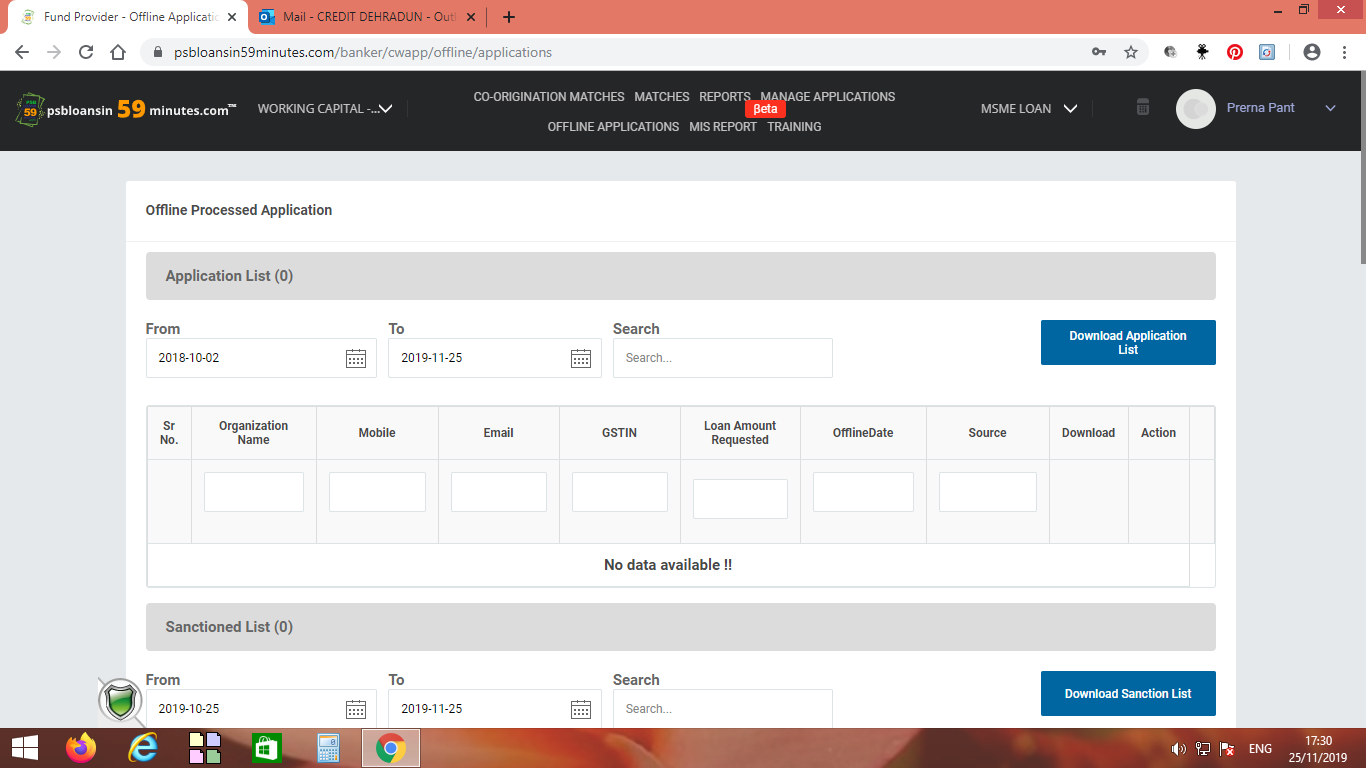 Fund Provider - Offline Applicatio
Mail - CREDIT DEHRADUN - Outl
psbloansin59minutes.com/banker/cwapp/offline/applications
psbloansin 59 minutes.com™
WORKING CAPITAL -...
CO-ORIGINATION MATCHES MATCHES REPORTS MANAGE APPLICATIONS
βeta
OFFLINE APPLICATIONS MIS REPORT TRAINING
MSME LOAN
Prerna Pant
Offline Processed Application
Application List (0)
From To Search
2018-10-02 2019-11-25 Search...
Download Application
List
Sr
No.
Organization
Name
Mobile
Email
GSTIN
Loan Amount
Requested
OfflineDate
Source
Download
Action
No data available !!
Sanctioned List (0)
From To Search
2019-10-25 2019-11-25 Search...
Download Sanction List
ENG
17:30
25/11/2019